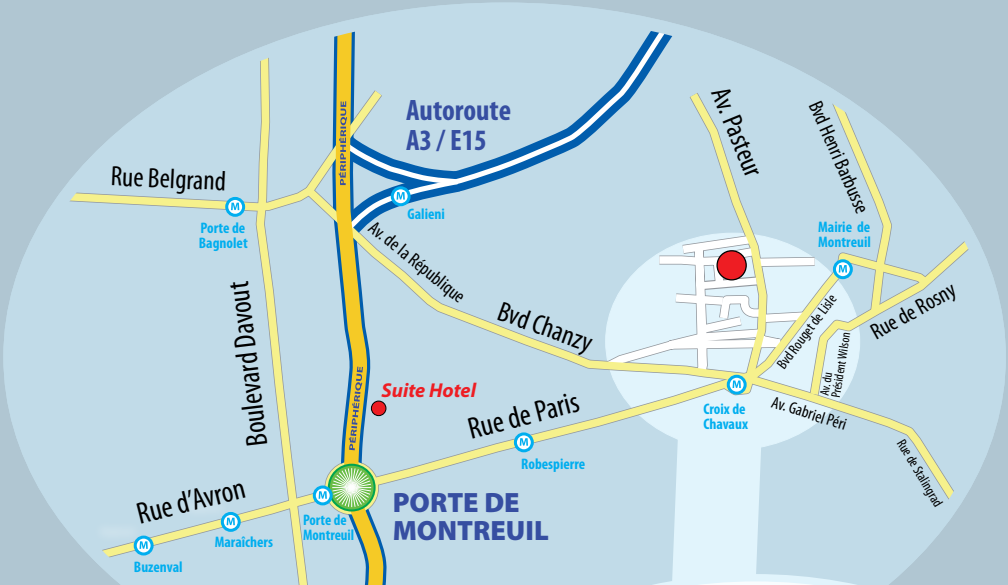 PÉRIPHÉRIQUE
Autoroute
A3 / E15
Av. Pasteur
Bvd Henri Barbusse
Rue Belgrand
M
Porte de
Bagnolet
M
Galieni
Mairie de
Montreuil
M
Av. de la République
Bvd Chanzy
Boulevard Davout
Bvd Rouget de Lisle
Rue de Rosny
Av. du
Président Wilson
PÉRIPHÉRIQUE
Suite Hotel
Rue de Paris
M
Croix de
Chavaux
Av. Gabriel Péri
Rue de Stalingrad
M
Robespierre
Rue d'Avron
M
Porte de
Montreuil
PORTE DE
MONTREUIL
M
Maraîchers
M
Buzenval